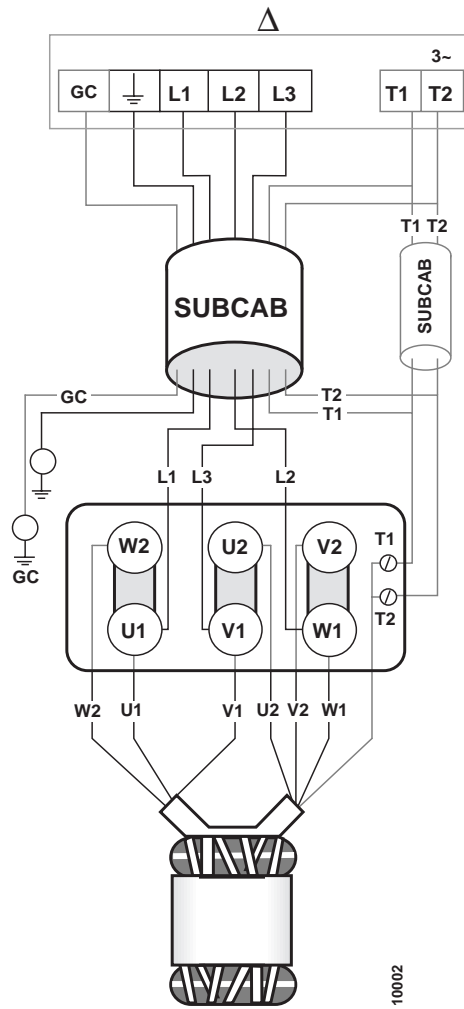 Δ
3~
GC L1 L2 L3 T1 T2
T1 T2
SUBCAB
SUBCAB
GC
T2
T1
L1 L3 L2
W2 U2 V2 T1
U1 V1 W1 T2
GC
W2 U1 V1 U2 V2 W1
10002